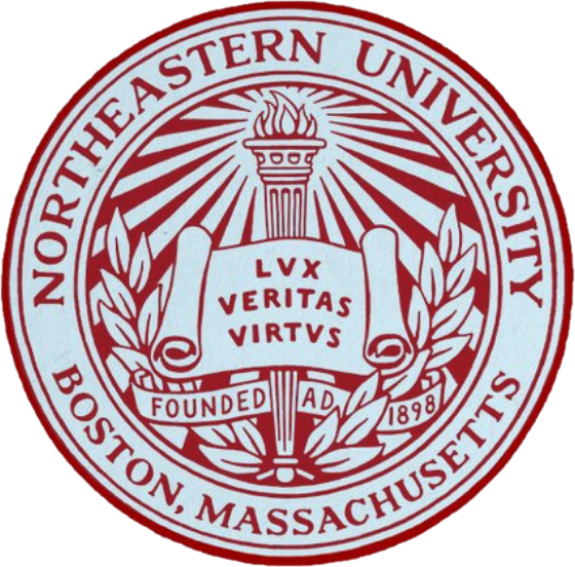 NORTHEASTERN UNIVERSITY
LVX
VERITAS
VIRTVS
FOUNDED AD 1898
BOSTON, MASSACHUSETTS